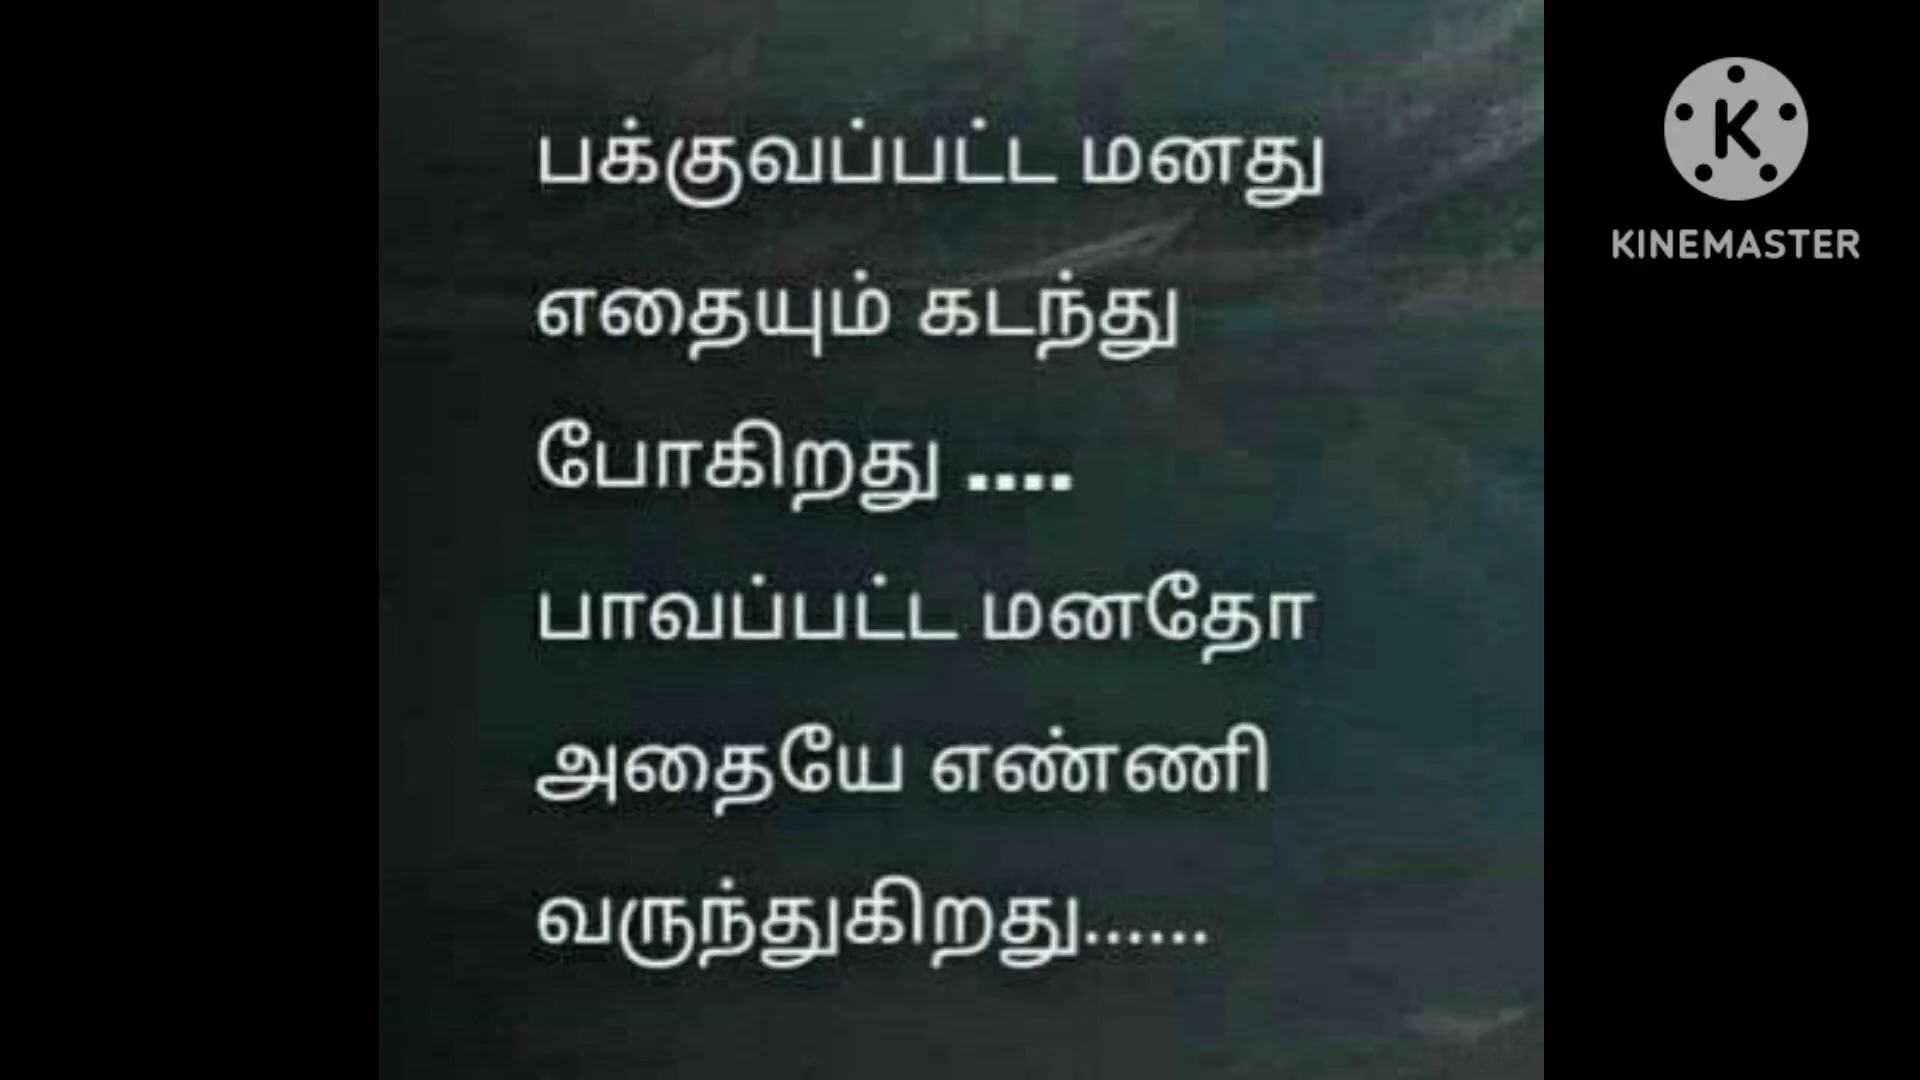 பக்குவப்பட்ட மனது
எதையும் கடந்து
போகிறது ....
பாவப்பட்ட மனதோ
அதையே எண்ணி
வருந்துகிறது......
K
KINEMASTER